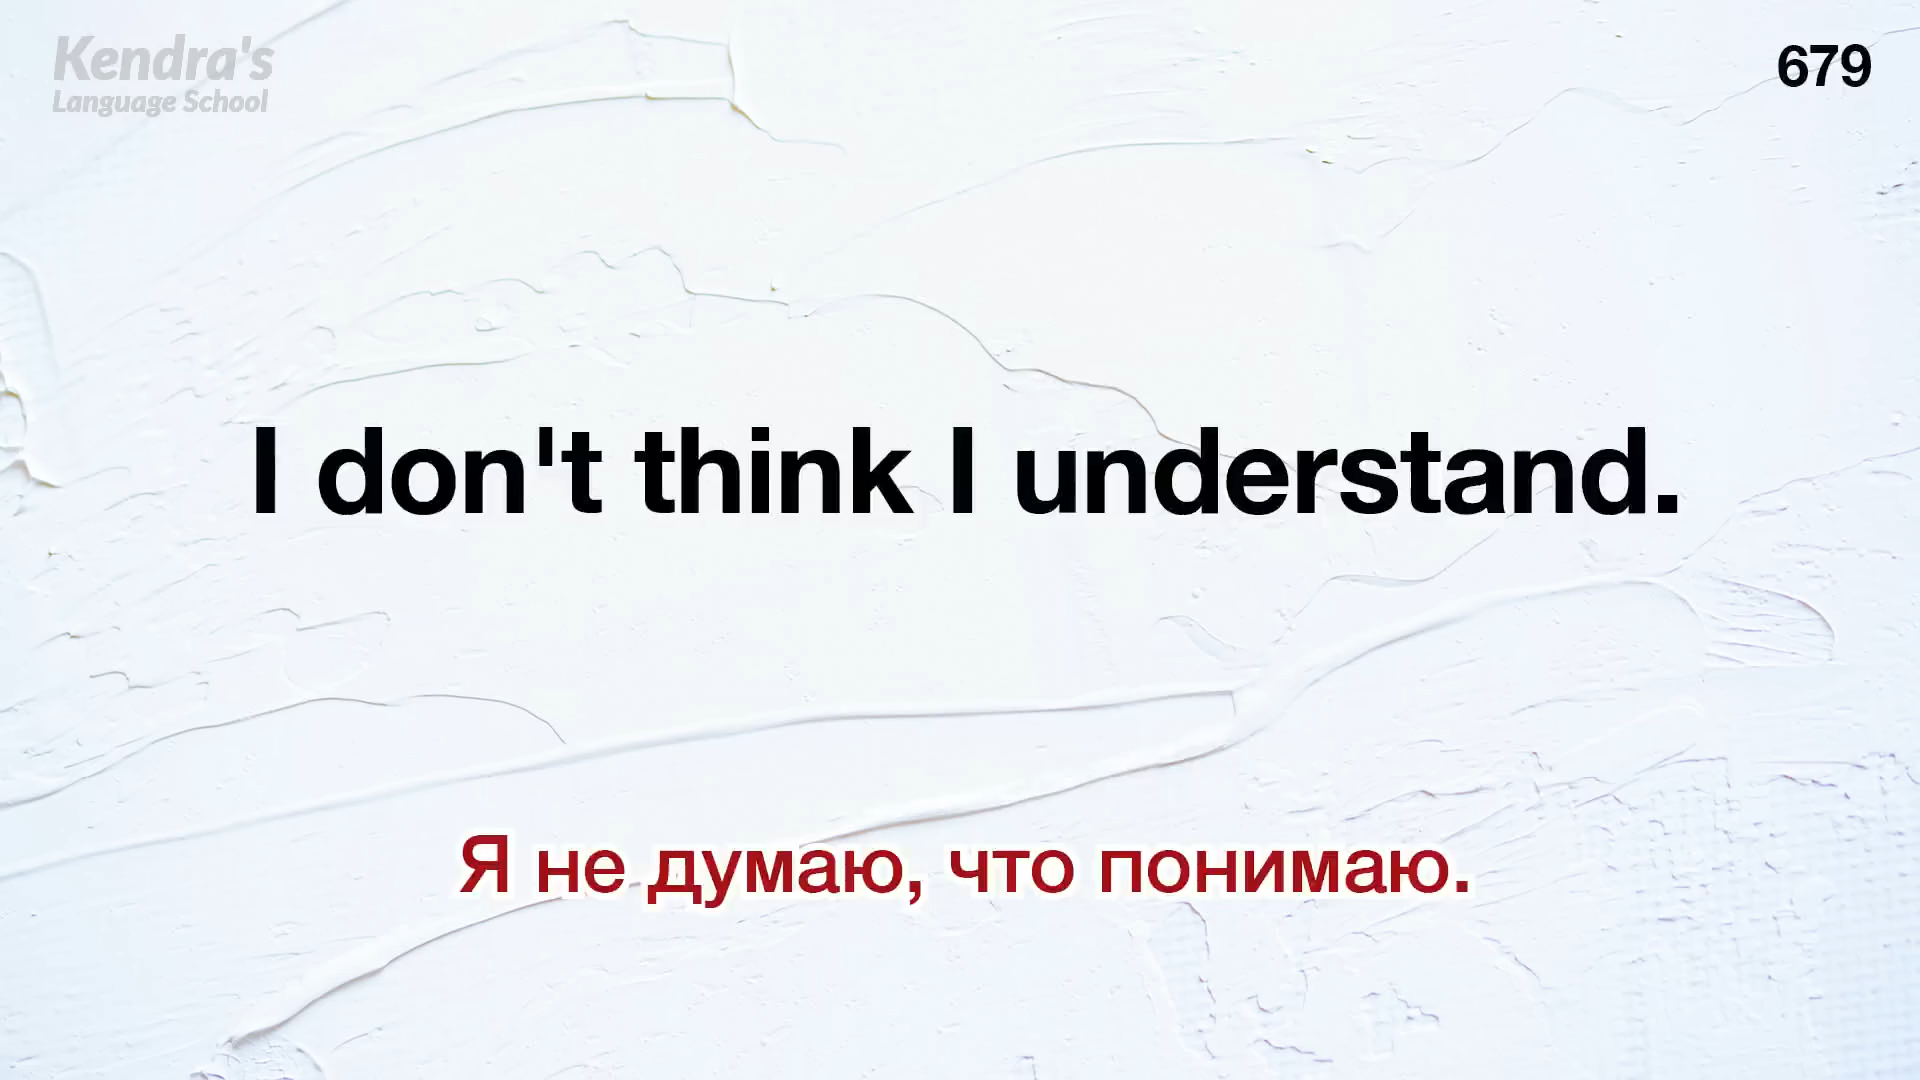 Kendra's
Language School
679
I don't think I understand.
Я не думаю, что понимаю.